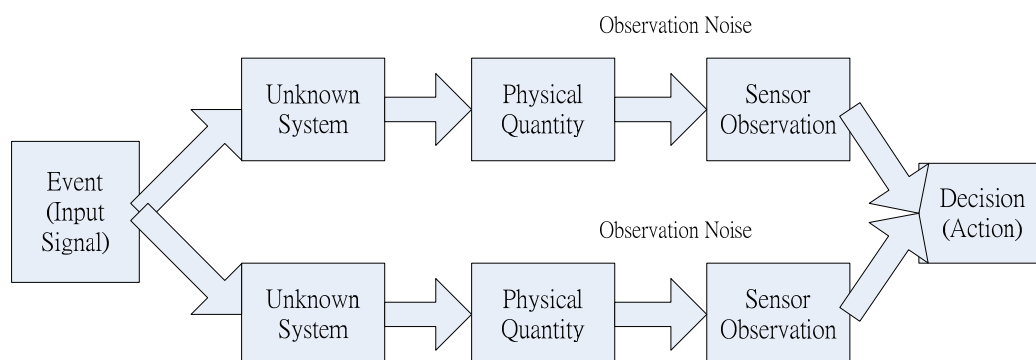 Observation Noise
Unknown
System
Physical
Quantity
Sensor
Observation
Event
(Input
Signal)
Decision
(Action)
Observation Noise
Unknown
System
Physical
Quantity
Sensor
Observation